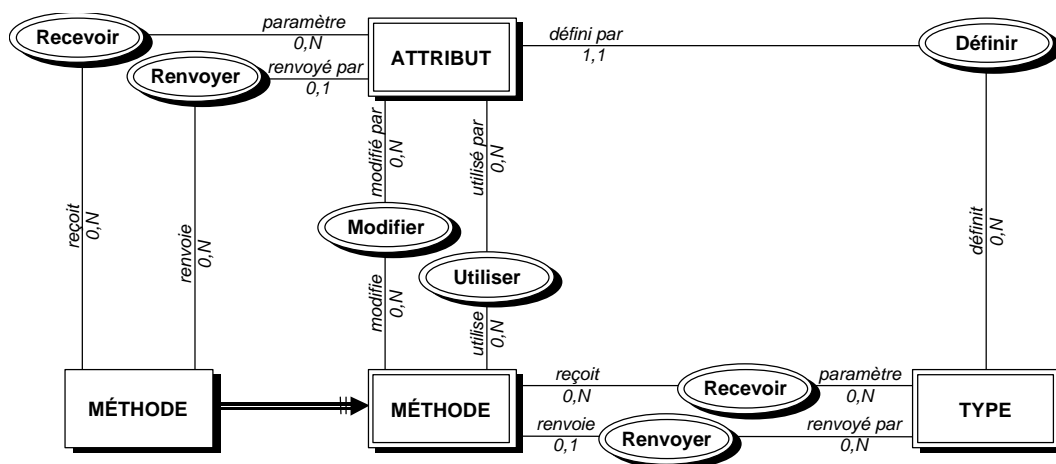 Recevoir
paramètre
0,N
Renvoyer
renvoyé par
0,1
ATTRIBUT
défini par
1,1
Définir
reçoit
0,N
renvoie
0,N
modifié par
0,N
utilisé par
0,N
Modifier
Utiliser
modifie
0,N
utilise
0,N
définit
0,N
MÉTHODE
MÉTHODE
reçoit
0,N
Recevoir
paramètre
0,N
renvoie
0,1
Renvoyer
renvoyé par
0,N
TYPE